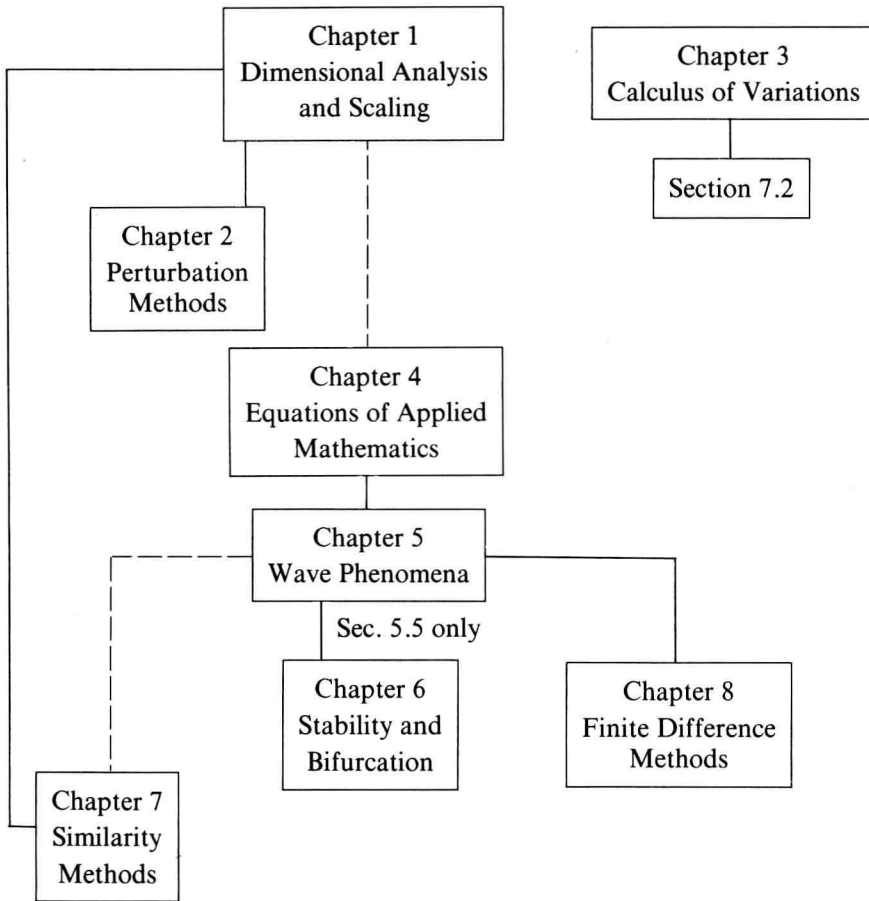 Chapter 1
Dimensional Analysis
and Scaling
Chapter 3
Calculus of Variations
Section 7.2
Chapter 2
Perturbation
Methods
Chapter 4
Equations of Applied
Mathematics
Chapter 5
Wave Phenomena
Sec. 5.5 only
Chapter 6
Stability and
Bifurcation
Chapter 8
Finite Difference
Methods
Chapter 7
Similarity
Methods